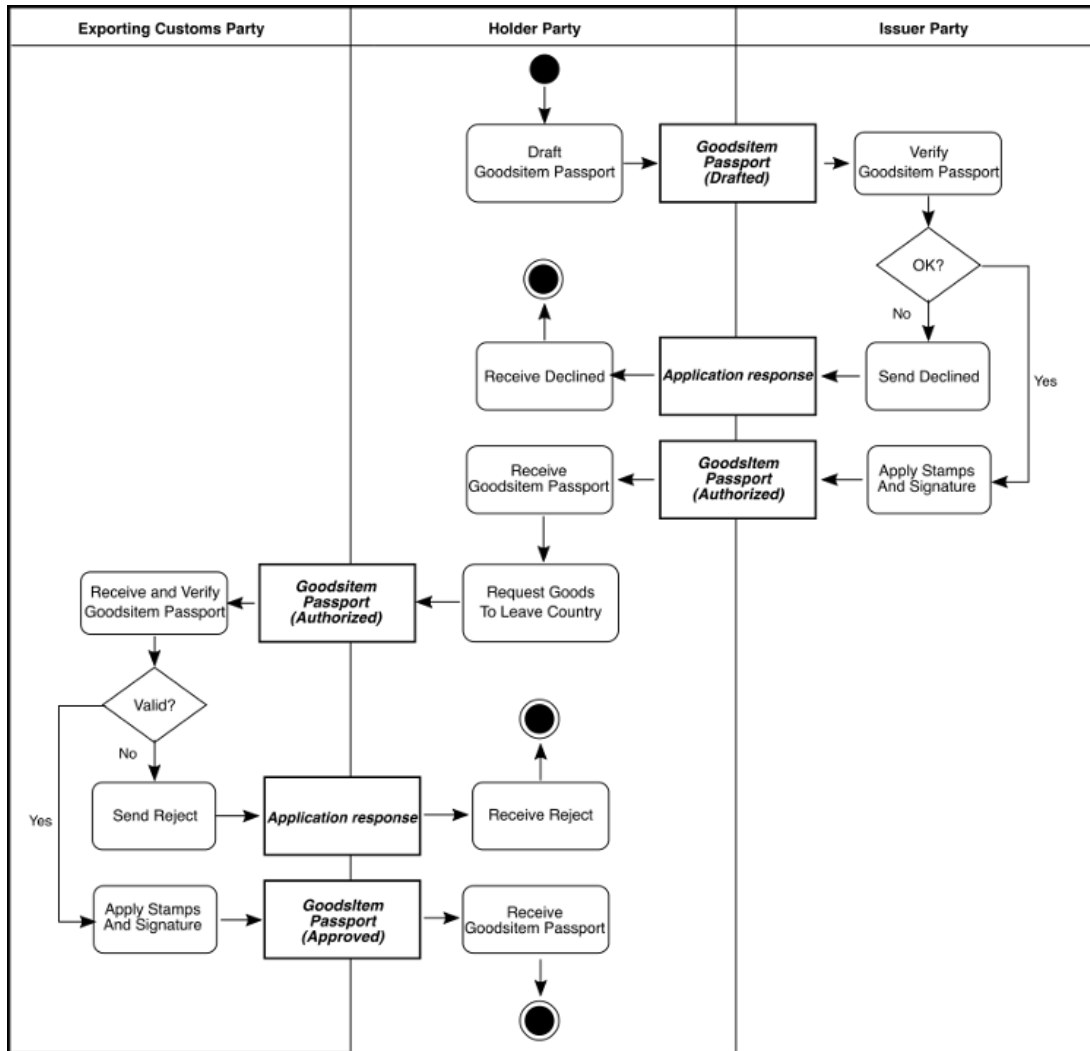 Exporting Customs Party
Holder Party
Issuer Party
Draft
Goodsitem Passport
Goodsitem
Passport
(Drafted)
Verify
Goodsitem Passport
OK?
No
Yes
Receive Declined
Application response
Send Declined
Receive
Goodsitem Passport
GoodsItem
Passport
(Authorized)
Apply Stamps
And Signature
Receive and Verify
Goodsitem Passport
Goodsitem
Passport
(Authorized)
Request Goods
To Leave Country
Valid?
No
Yes
Send Reject
Application response
Receive Reject
Apply Stamps
And Signature
GoodsItem
Passport
(Approved)
Receive
Goodsitem Passport